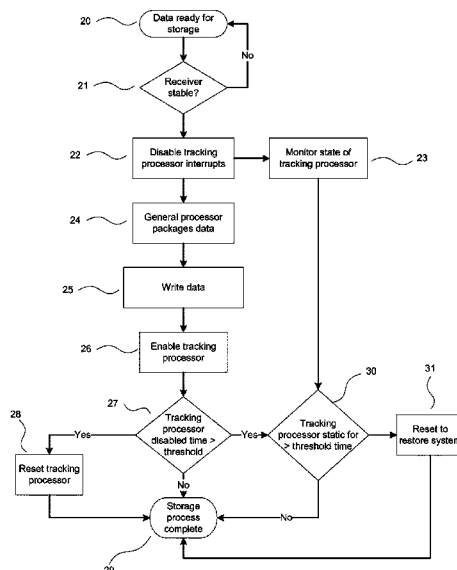 20
Data ready for
storage
No
21
Receiver
stable?
22
Disable tracking
processor interrupts
Monitor state of
tracking processor
23
24
General processor
packages data
25
Write data
26
Enable tracking
processor
27
Tracking
processor
disabled time >
threshold
28
Yes
Reset tracking
processor
Yes
30
Tracking
processor static for
> threshold time
31
Reset to
restore system
No
No
Storage
process
complete
29